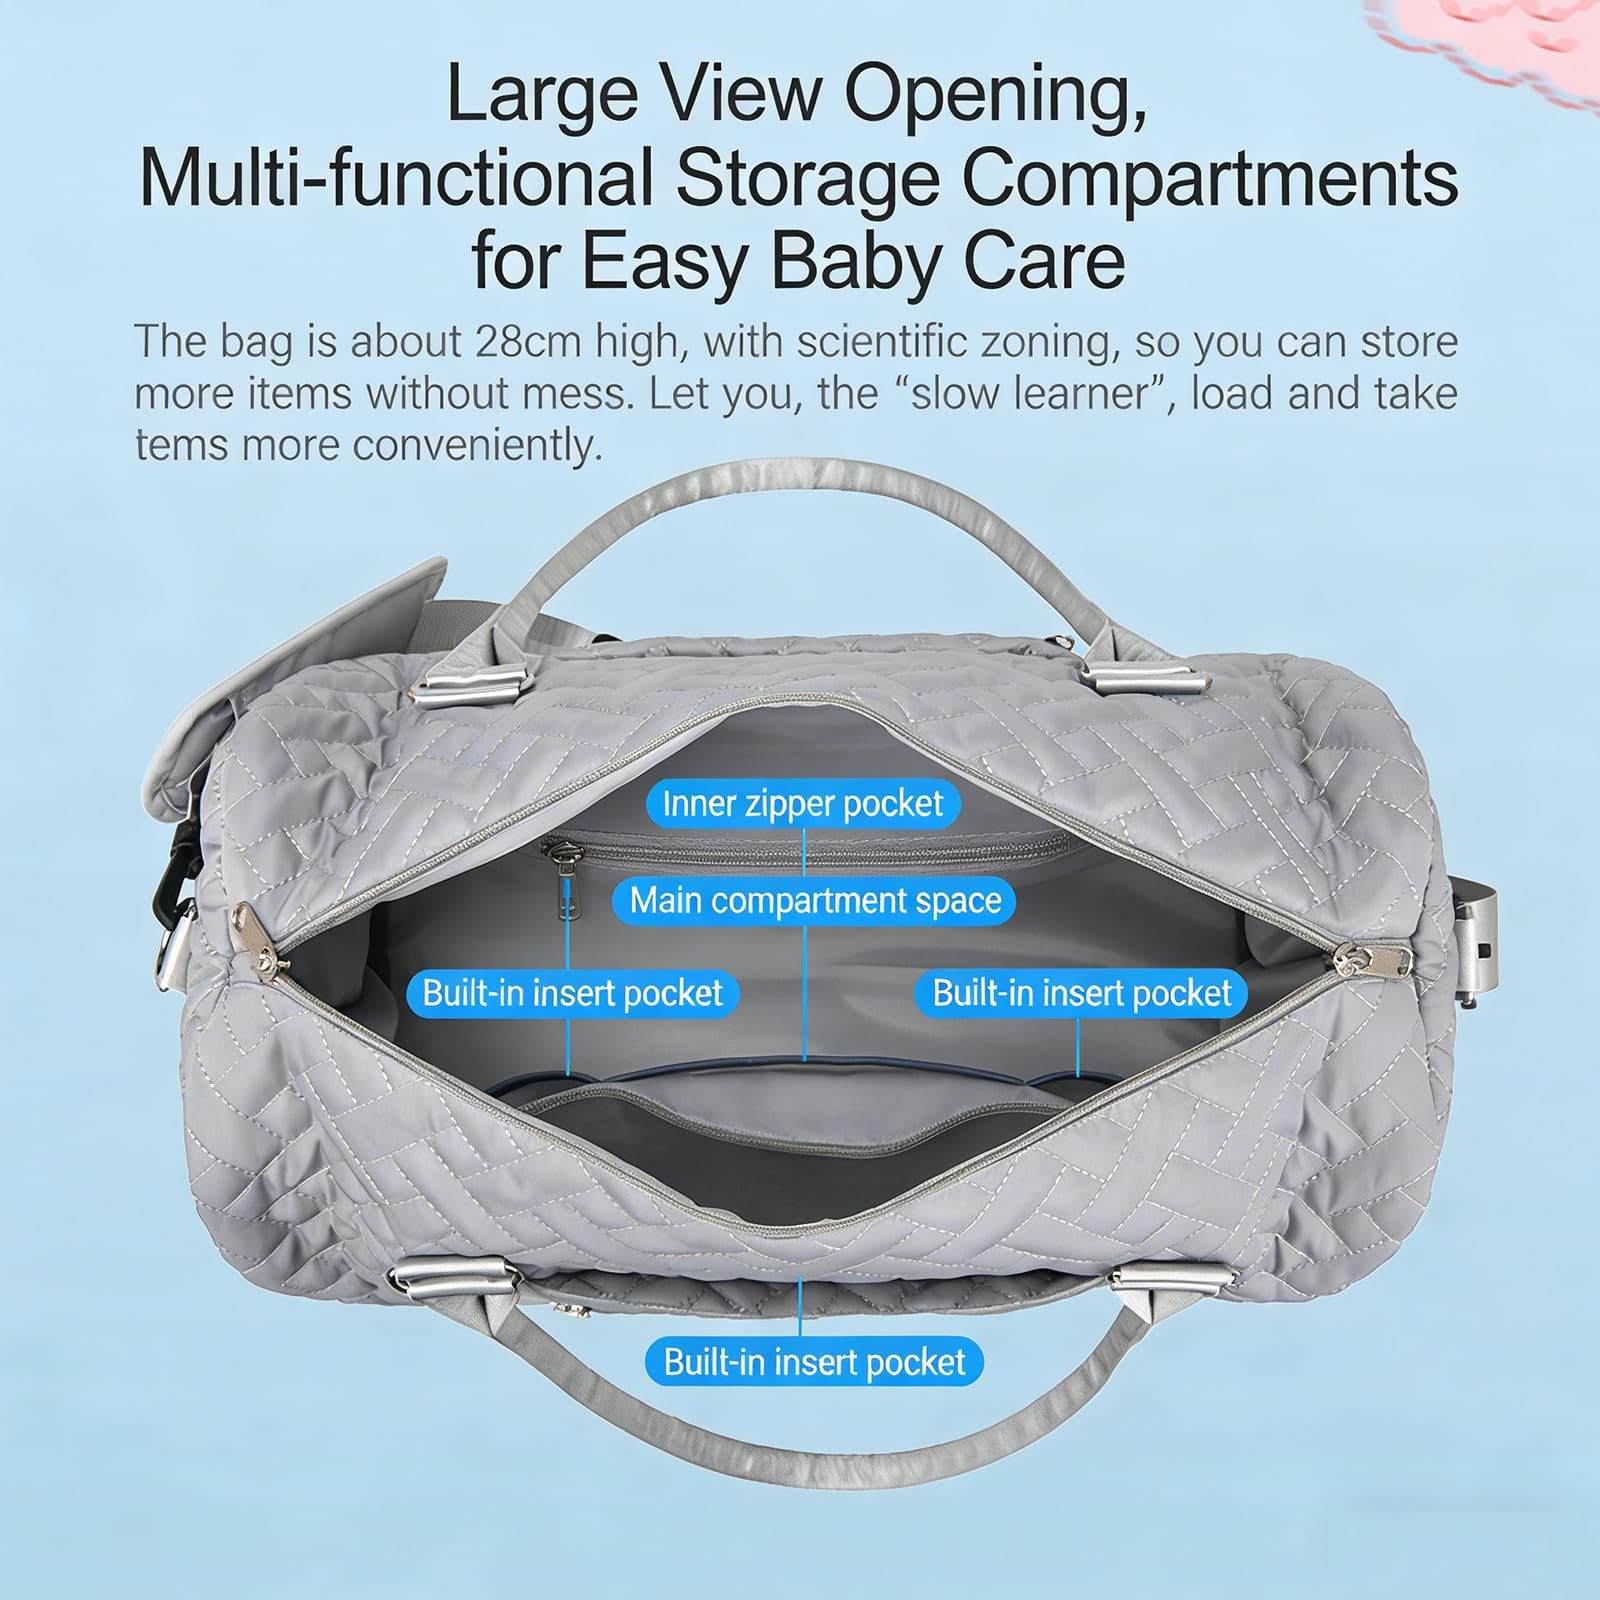 Large View Opening,
Multi-functional Storage Compartments
for Easy Baby Care
The bag is about 28cm high, with scientific zoning, so you can store
more items without mess. Let you, the “slow learner”, load and take
tems more conveniently.
Inner zipper pocket
Main compartment space
Built-in insert pocket
Built-in insert pocket
Built-in insert pocket